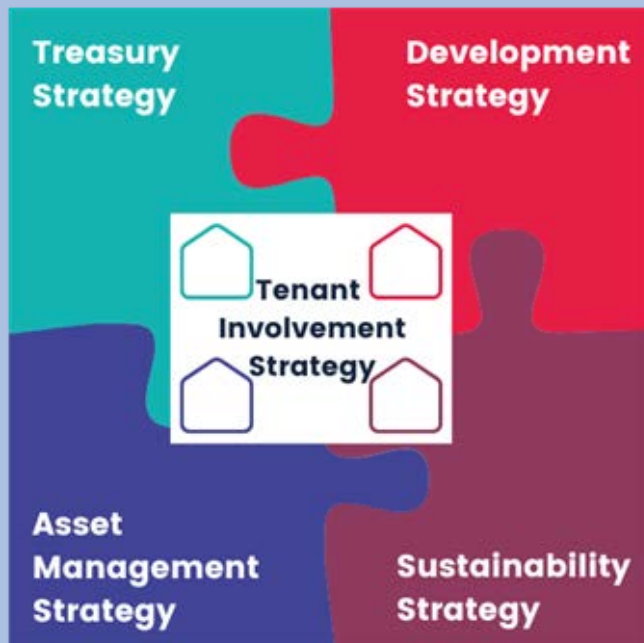 Treasury
Strategy
Development
Strategy
Tenant
Involvement
Strategy
Asset
Management
Strategy
Sustainability
Strategy